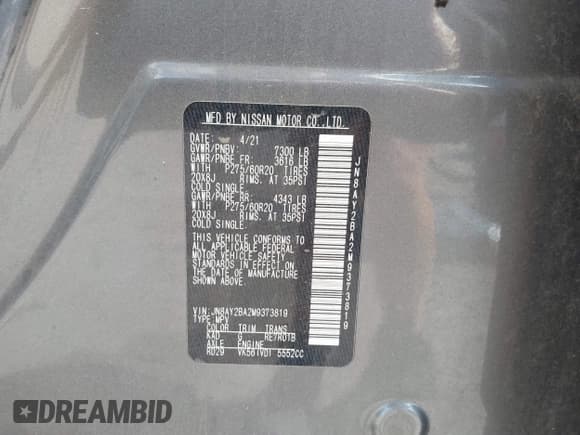 MFD BY NISSAN MOTOR CO.,LTD.
DATE: 4/21
GVWR/PNBV: 7300 LB
GAWR/PNBE FR: 3616 LB
WITH P275/60R20 TIRES
20X8J RIMS. AT 35PSI
COLD SINGLE.
GAWR/PNBE RR: 4343 LB
WITH P275/60R20 TIRES
20X8J RIMS. AT 35PSI
COLD SINGLE.
THIS VEHICLE CONFORMS TO
ALL APPLICABLE FEDERAL
MOTOR VEHICLE SAFETY
STANDARDS IN EFFECT ON
THE DATE OF MANUFACTURE
SHOWN ABOVE.
VIN:JN8AY2BA2M9373819
TYPE:MPV
COLOR TRIM TRANS
KAD G RE7R01B
AXLE ENGINE
RD29 VK56(VD) 5552CC
JN8AY2BA2M9373819
DREAMBID